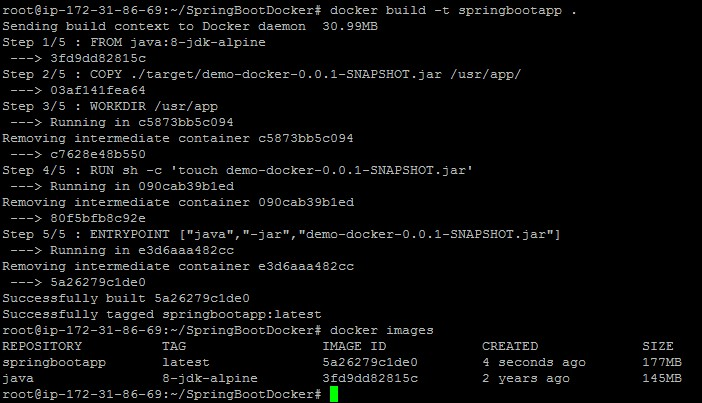 root@ip-172-31-86-69:~/SpringBootDocker# docker build -t springbootapp .
Sending build context to Docker daemon  30.99MB
Step 1/5 : FROM java:8-jdk-alpine
 ---> 3fd9dd82815c
Step 2/5 : COPY ./target/demo-docker-0.0.1-SNAPSHOT.jar /usr/app/
 ---> 03af141fea64
Step 3/5 : WORKDIR /usr/app
 ---> Running in c5873bb5c094
Removing intermediate container c5873bb5c094
 ---> c7628e48b550
Step 4/5 : RUN sh -c 'touch demo-docker-0.0.1-SNAPSHOT.jar'
 ---> Running in 090cab39b1ed
Removing intermediate container 090cab39b1ed
 ---> 80f5bfb8c92e
Step 5/5 : ENTRYPOINT ["java","-jar","demo-docker-0.0.1-SNAPSHOT.jar"]
 ---> Running in e3d6aaa482cc
Removing intermediate container e3d6aaa482cc
 ---> 5a26279c1de0
Successfully built 5a26279c1de0
Successfully tagged springbootapp:latest
root@ip-172-31-86-69:~/SpringBootDocker# docker images
REPOSITORY          TAG                 IMAGE ID            CREATED             SIZE
springbootapp       latest              5a26279c1de0        4 seconds ago       177MB
java                8-jdk-alpine        3fd9dd82815c        2 years ago         145MB
root@ip-172-31-86-69:~/SpringBootDocker#